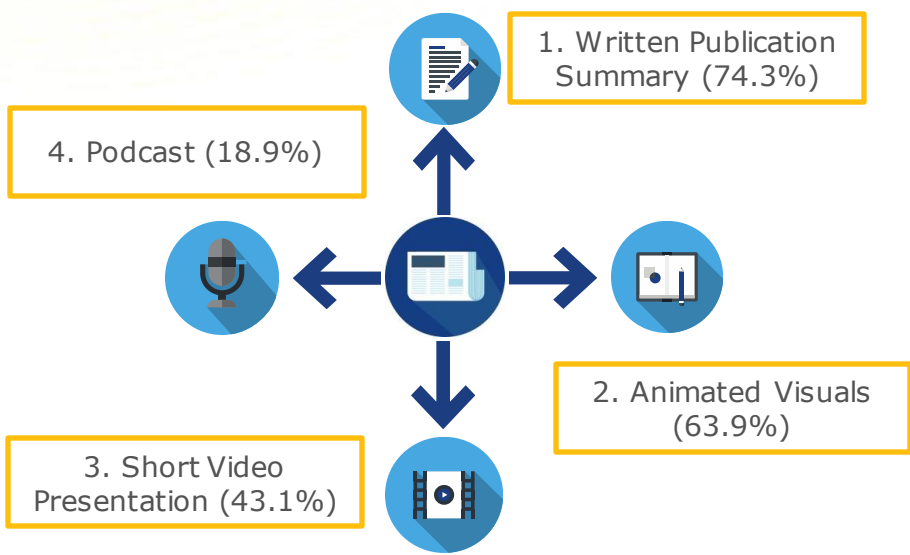 1. Written Publication
Summary (74.3%)
4. Podcast (18.9%)
2. Animated Visuals
(63.9%)
3. Short Video
Presentation (43.1%)